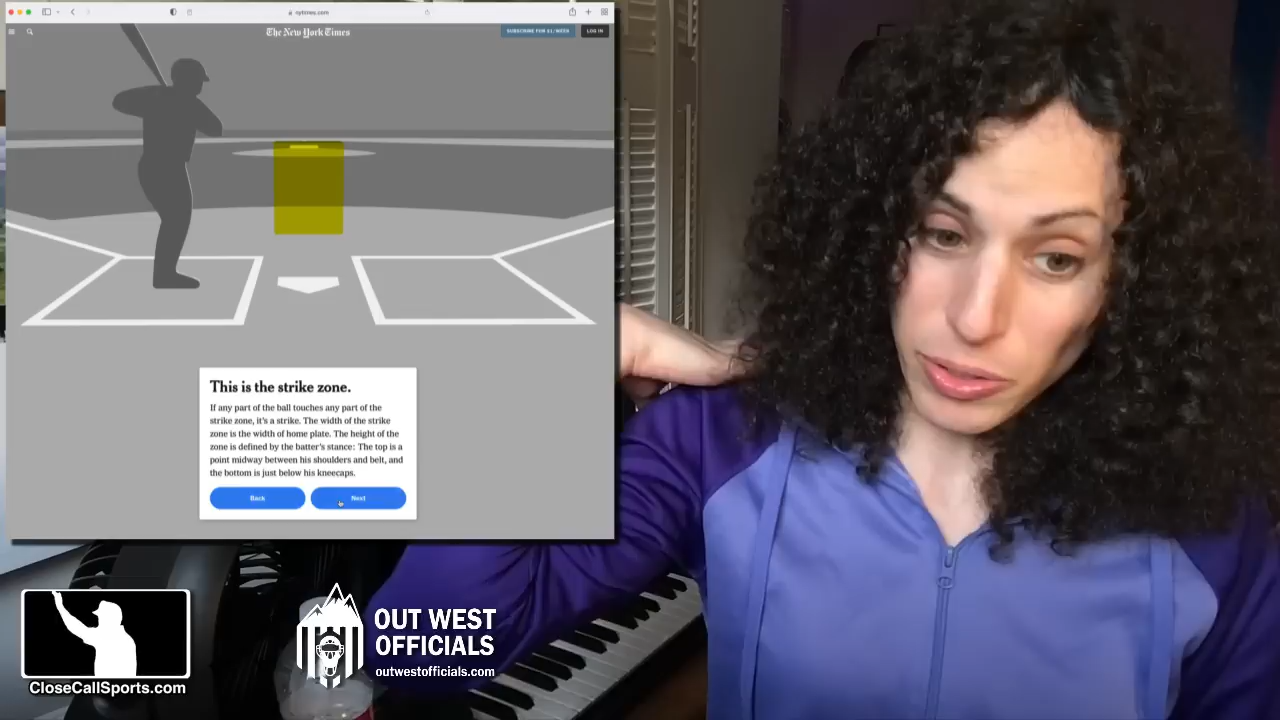 nytimes.com
The New York Times
SUBSCRIBE FOR $1/WEEK
LOG IN
This is the strike zone.
If any part of the ball touches any part of the
strike zone, it's a strike. The width of the strike
zone is the width of home plate. The height of the
zone is defined by the batter's stance: The top is a
point midway between his shoulders and belt, and
the bottom is just below his kneecaps.
Back
Next
CloseCallSports.com
OUT WEST
OFFICIALS
outwestofficials.com